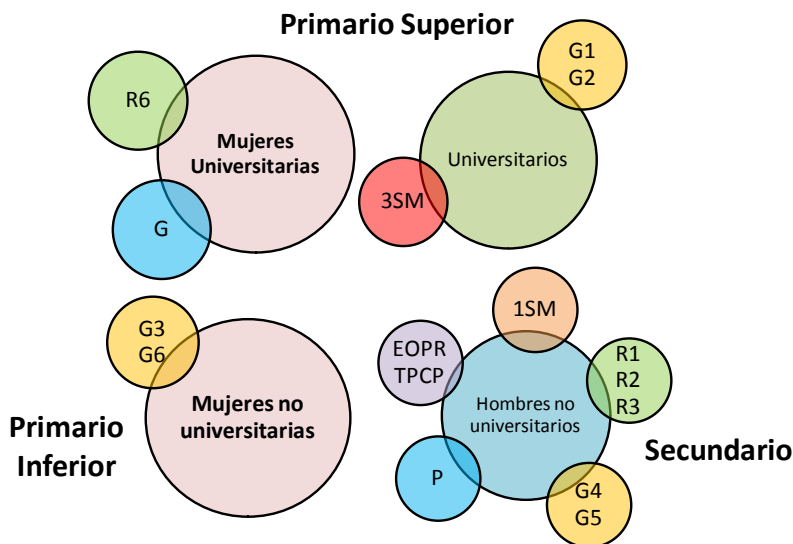 Primario Superior
R6
Mujeres
Universitarias
G
G1
G2
Universitarios
3SM
G3
G6
Mujeres no
universitarias
Primario
Inferior
1SM
EOPR
TPCP
R1
R2
R3
Hombres no
universitarios
P
G4
G5
Secundario